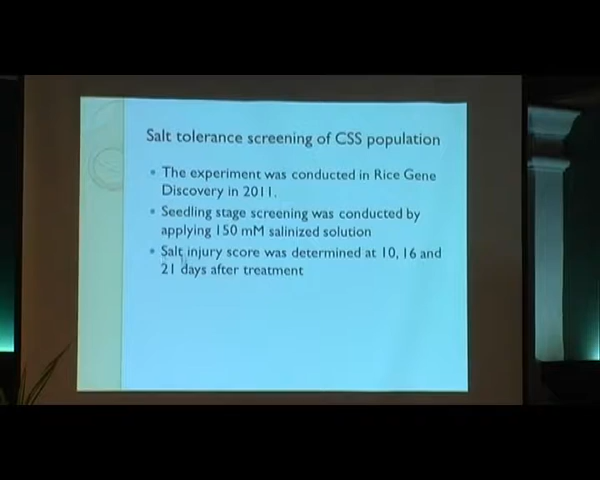 Salt tolerance screening of CSS population
• The experiment was conducted in Rice Gene
Discovery in 2011.
• Seedling stage screening was conducted by
applying 150 mM salinized solution
• Salt injury score was determined at 10, 16 and
21 days after treatment